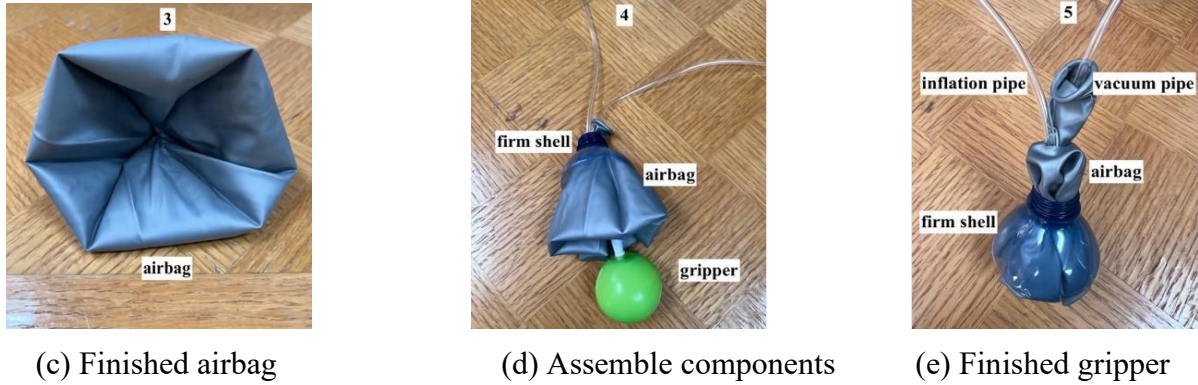 3
airbag
(c) Finished airbag
4
firm shell
airbag
gripper
(d) Assemble components
5
inflation pipe
vacuum pipe
airbag
firm shell
(e) Finished gripper